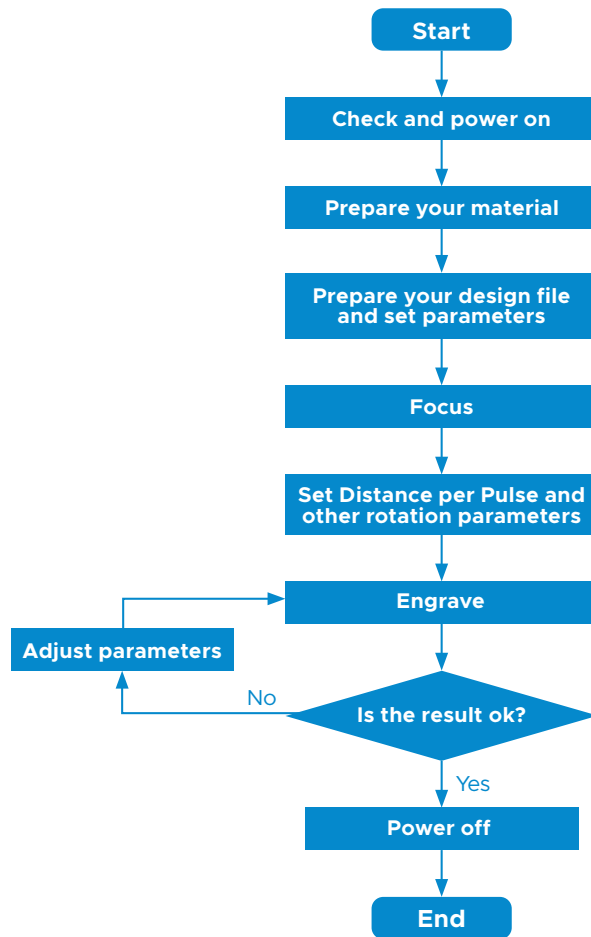 Start
Check and power on
Prepare your material
Prepare your design file
and set parameters
Focus
Set Distance per Pulse and
other rotation parameters
Engrave
Adjust parameters
No
Is the result ok?
Yes
Power off
End